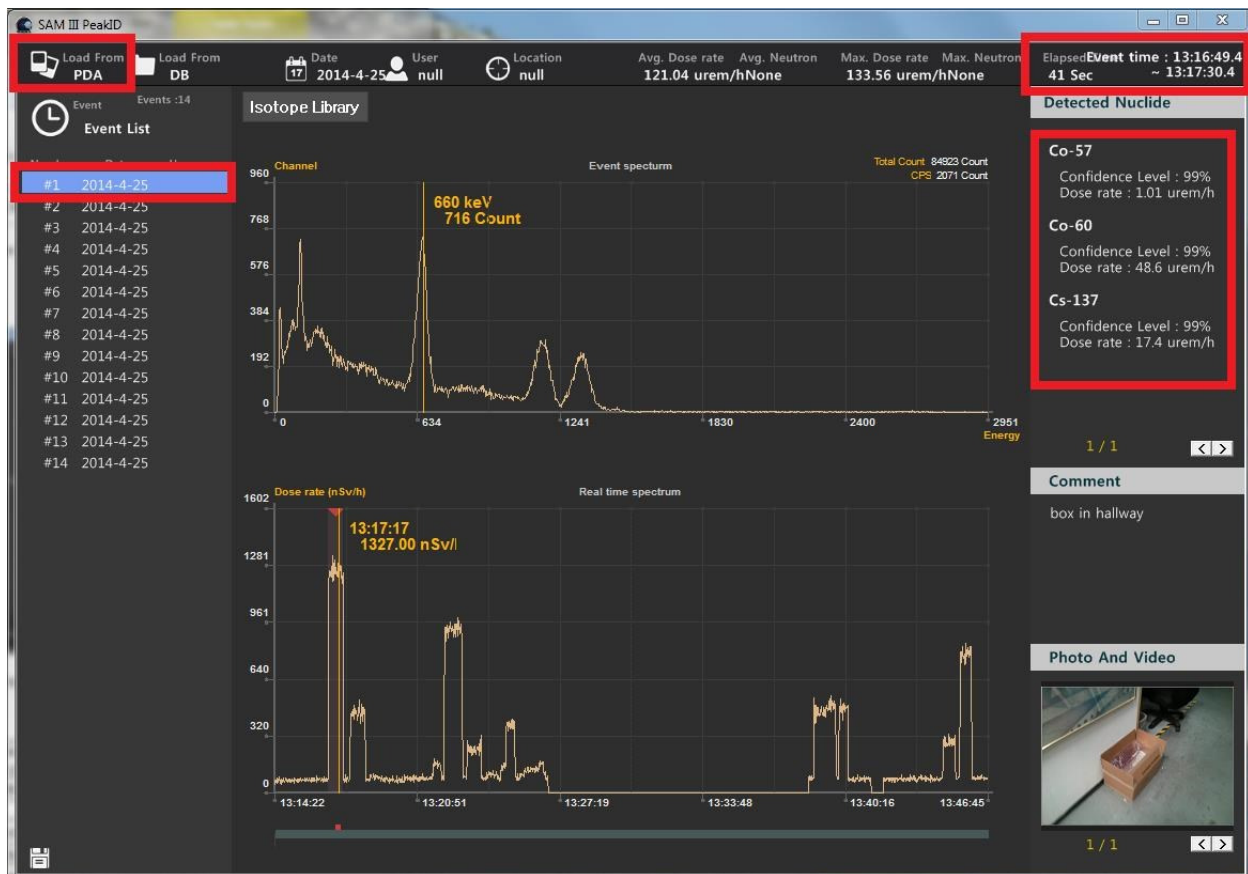 SAM III PeakID
Load From
PDA
Load From
DB
Date
17 2014-4-25
User
null
Location
null
Avg. Dose rate Avg. Neutron
121.04 urem/hNone
Max. Dose rate Max. Neutron
133.56 urem/hNone
Elapsed
41 Sec
Event time : 13:16:49.4
~ 13:17:30.4
Event Events :14
Event List
#1 2014-4-25
#2 2014-4-25
#3 2014-4-25
#4 2014-4-25
#5 2014-4-25
#6 2014-4-25
#7 2014-4-25
#8 2014-4-25
#9 2014-4-25
#10 2014-4-25
#11 2014-4-25
#12 2014-4-25
#13 2014-4-25
#14 2014-4-25
Isotope Library
Channel
Event specturm
Total Count 84923 Count
CPS 2071 Count
960
768
576
384
192
0
660 keV
716 Count
0 634 1241 1830 2400 2951
Energy
Dose rate (nSv/h)
Real time spectrum
1602
1281
961
640
320
0
13:17:17
1327.00 nSv/
13:14:22 13:20:51 13:27:19 13:33:48 13:40:16 13:46:45
Detected Nuclide
Co-57
Confidence Level : 99%
Dose rate : 1.01 urem/h
Co-60
Confidence Level : 99%
Dose rate : 48.6 urem/h
Cs-137
Confidence Level : 99%
Dose rate : 17.4 urem/h
1 / 1
Comment
box in hallway
Photo And Video
1 / 1